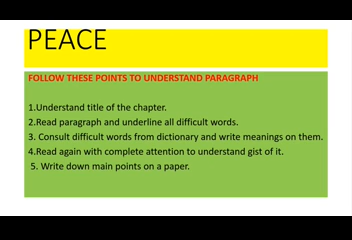 PEACE
FOLLOW THESE POINTS TO UNDERSTAND PARAGRAPH
1.Understand title of the chapter.
2.Read paragraph and underline all difficult words.
3. Consult difficult words from dictionary and write meanings on them.
4.Read again with complete attention to understand gist of it.
5. Write down main points on a paper.